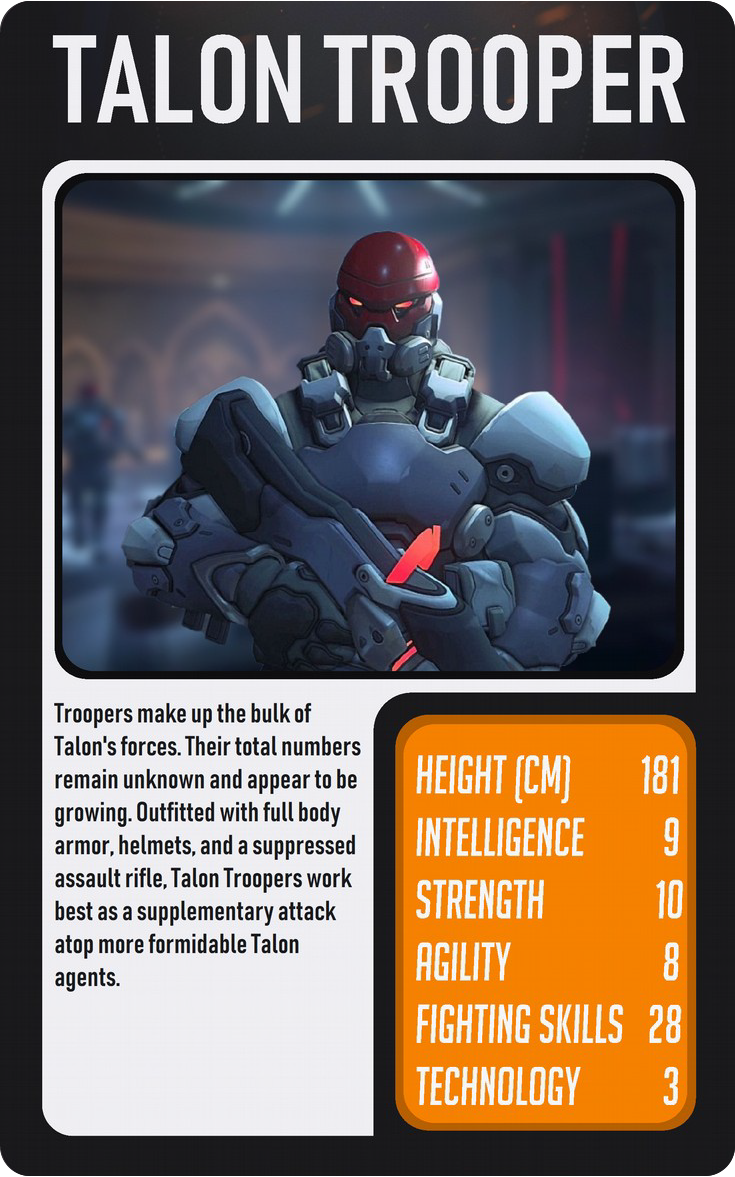 TALON TROOPER
Troopers make up the bulk of
Talon's forces. Their total numbers
remain unknown and appear to be
growing. Outfitted with full body
armor, helmets, and a suppressed
assault rifle, Talon Troopers work
best as a supplementary attack
atop more formidable Talon
agents.
HEIGHT (CM) 181
INTELLIGENCE 9
STRENGTH 10
AGILITY 8
FIGHTING SKILLS 28
TECHNOLOGY 3